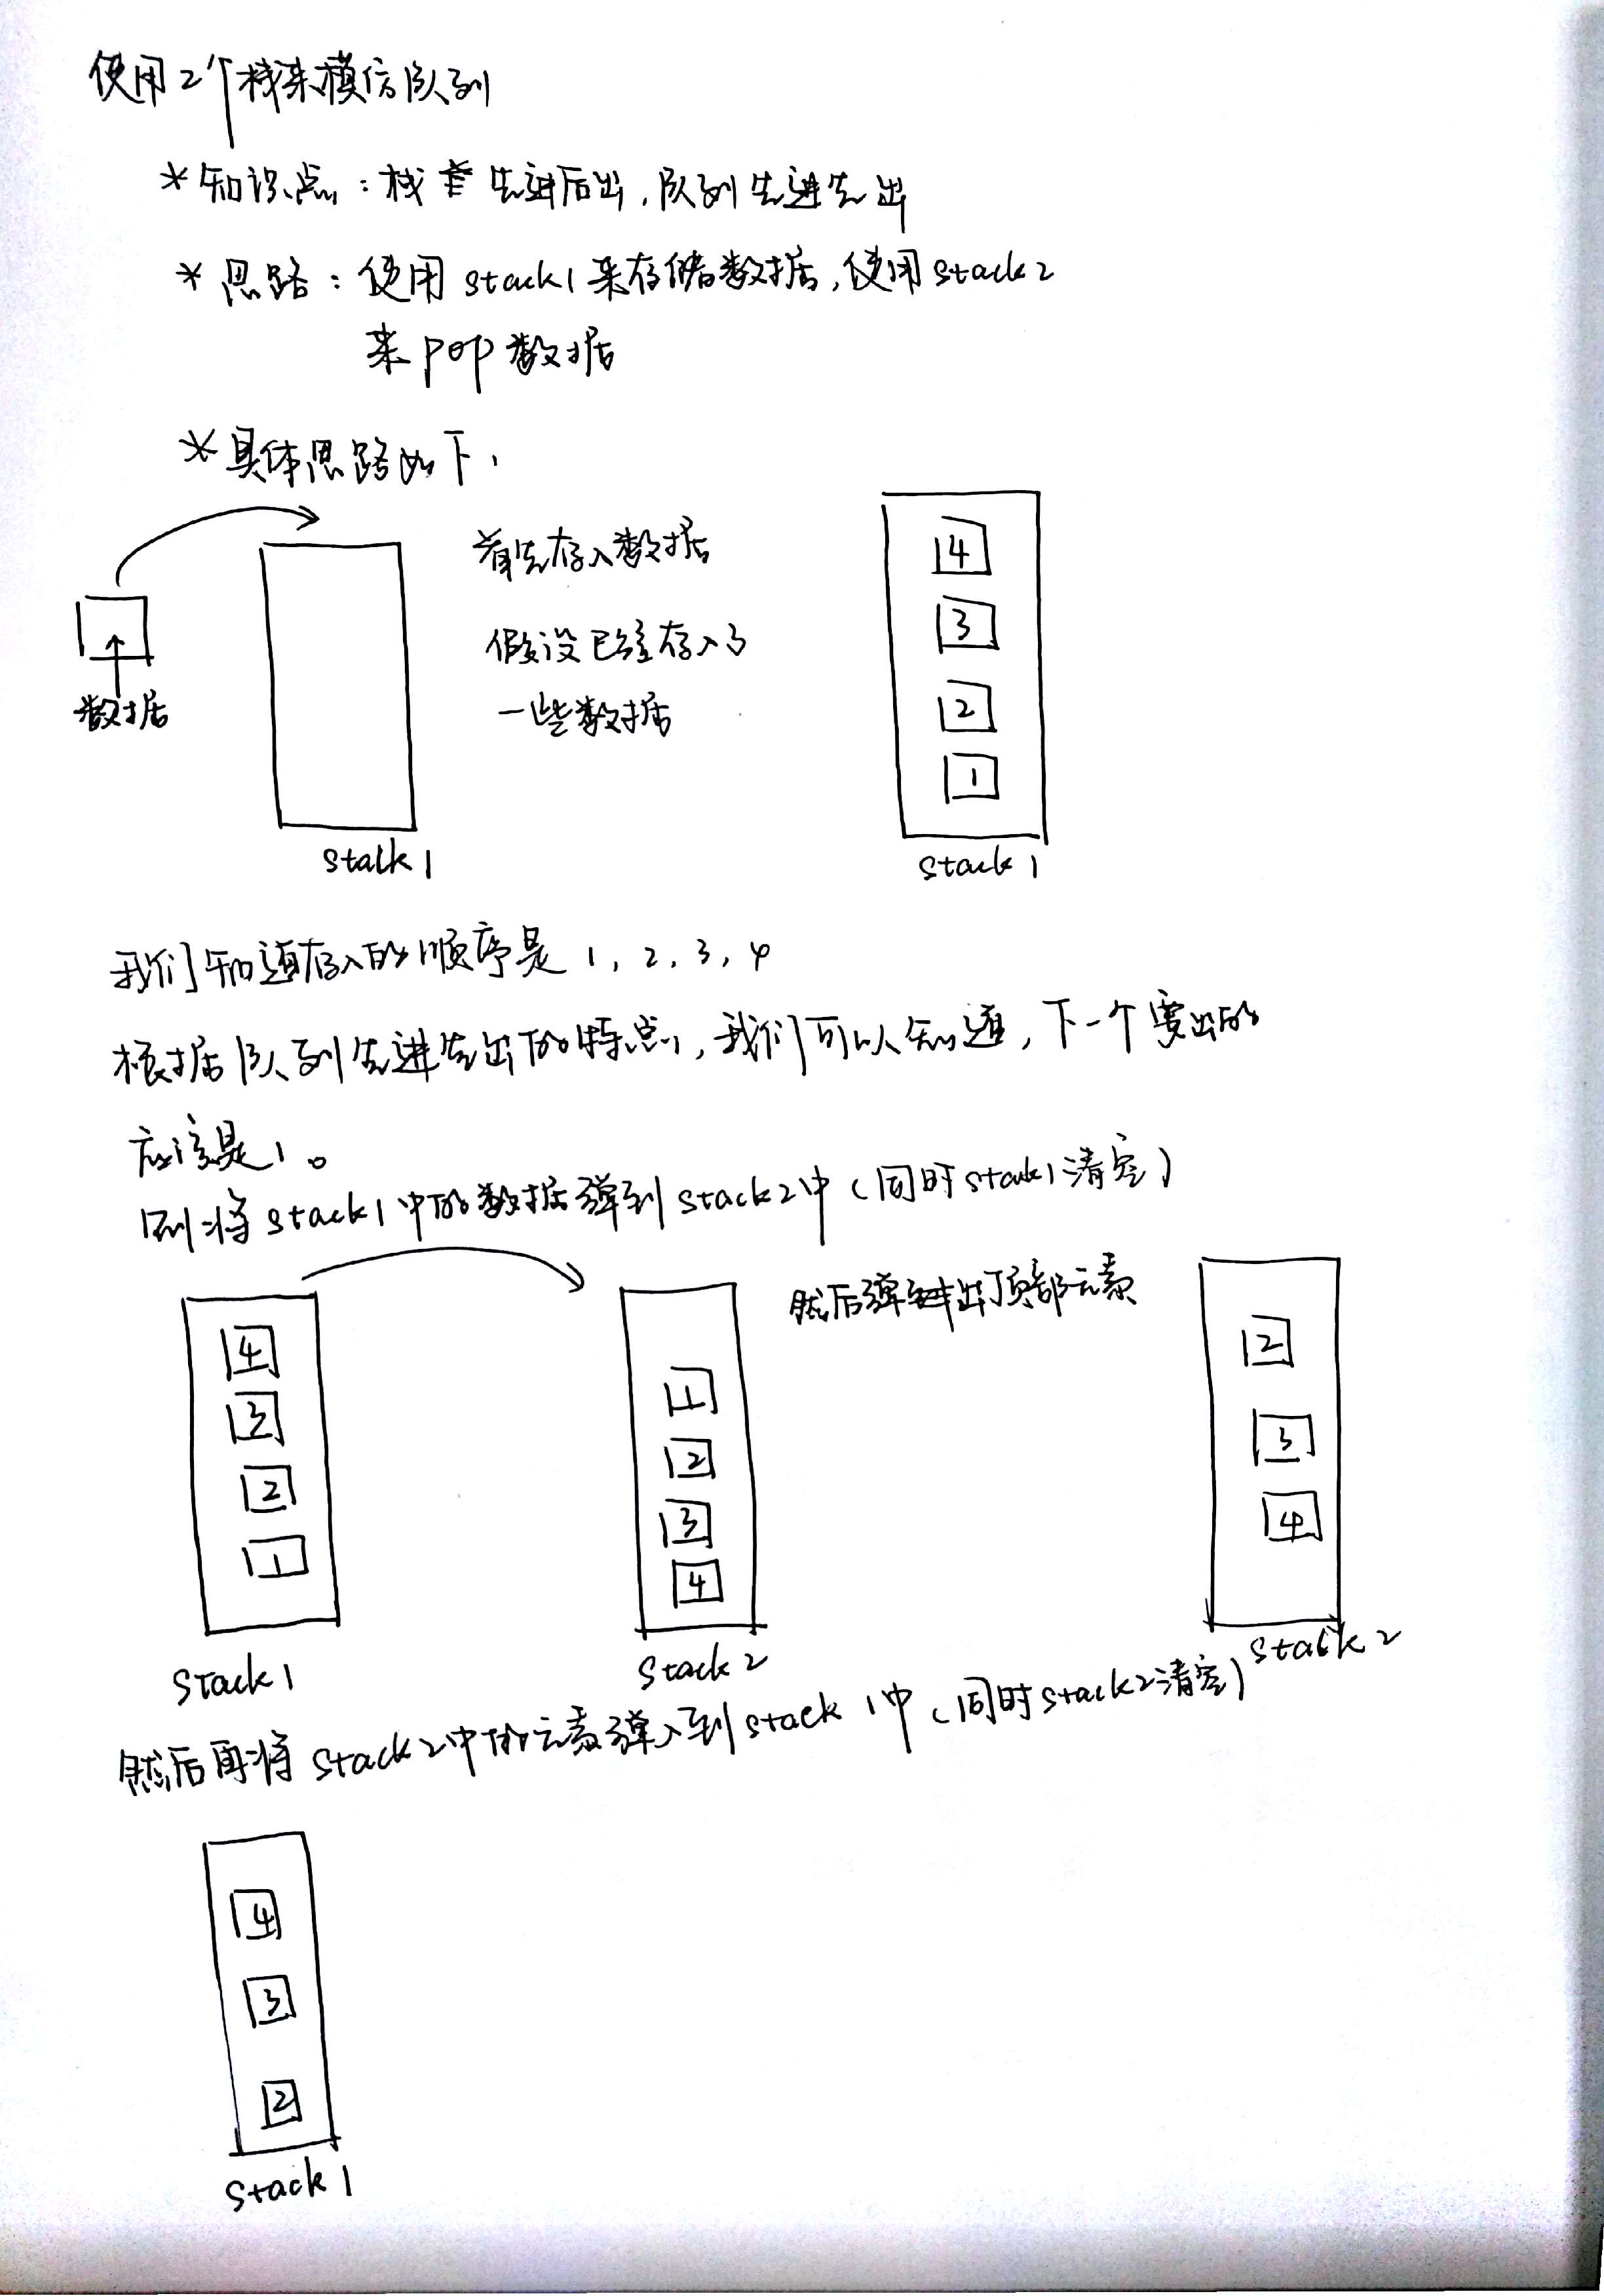 使用2个栈来模仿队列
*知识点：栈 先进后出，队列先进先出
*思路：使用stack1来存储数据，使用stack2
来pop数据
*具体思路如下，
首先存入数据
假设已经存入了
一些数据
数据
stack1
4
3
2
1
stack1
我们知道存入的顺序是1，2，3，4
根据队列先进先出的特点，我们可以知道，下一个要出的
应该是1。
则将stack1中的数据弹到stack2中（同时stack1清空）
4
3
2
1
stack1
1
2
3
4
stack2
然后弹出顶部元素
2
3
4
stack2
然后再将stack2中的元素弹入到stack1中（同时stack2清空）
4
3
2
stack1